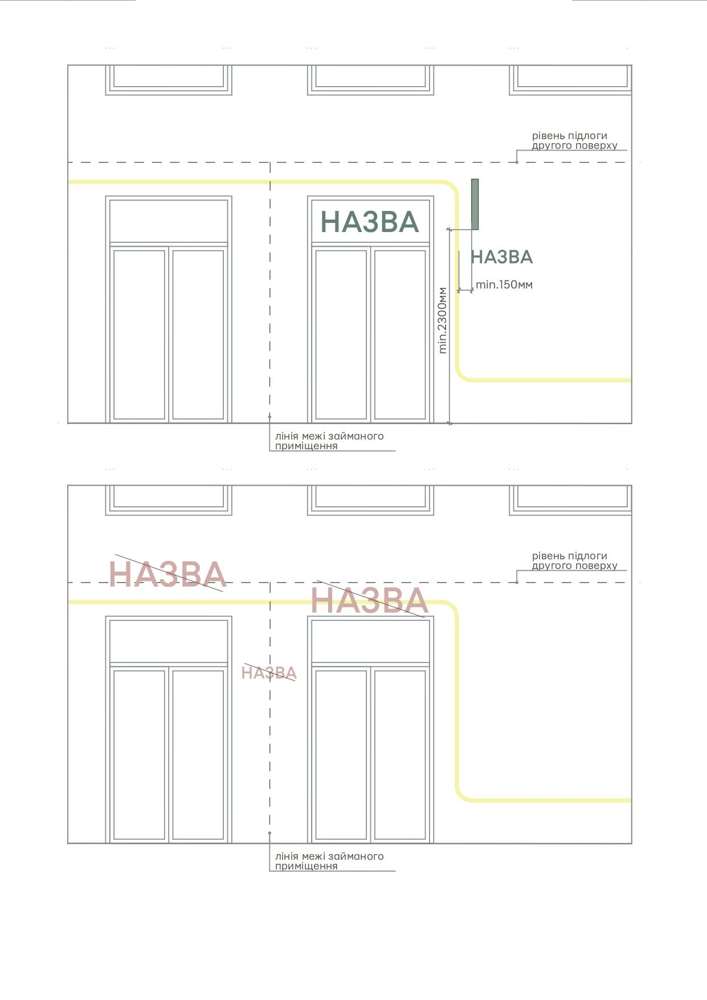 рівень підлоги
другого поверху
НАЗВА
НАЗВА
min.150мм
min.2300мм
лінія межі займаного
приміщення
рівень підлоги
другого поверху
НАЗВА
НАЗВА
НАЗВА
лінія межі займаного
приміщення